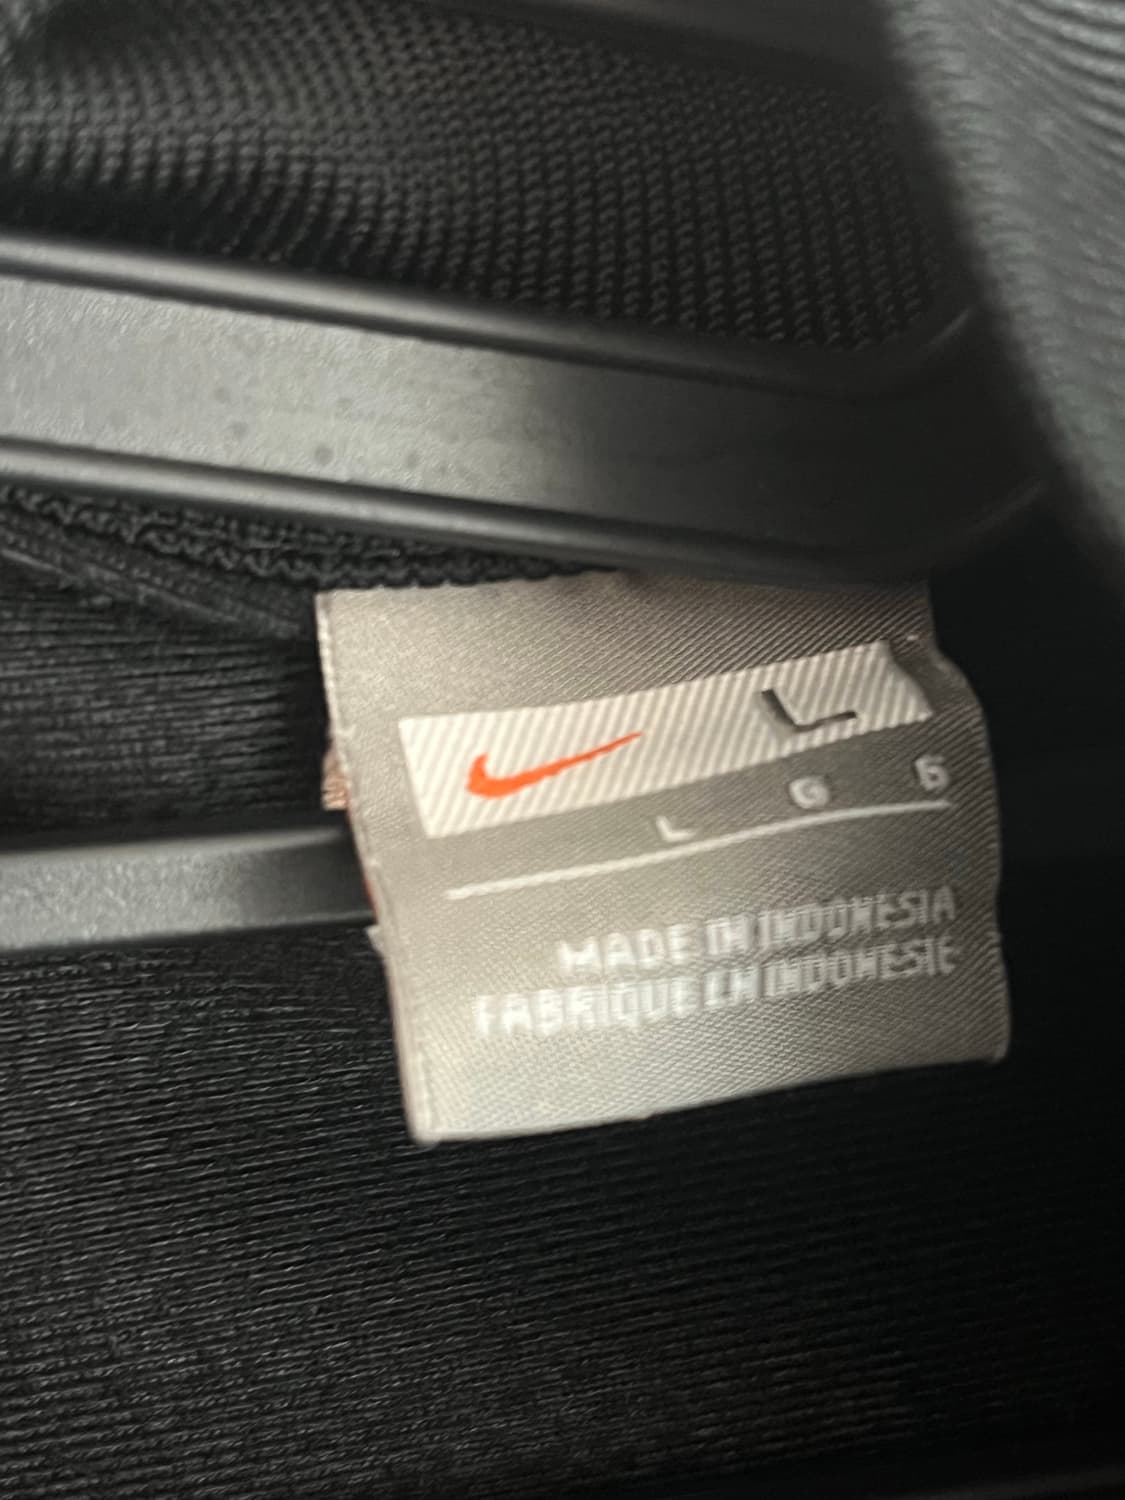 L
L G G
MADE IN INDONESIA
FABRIQUE EN INDONESIE